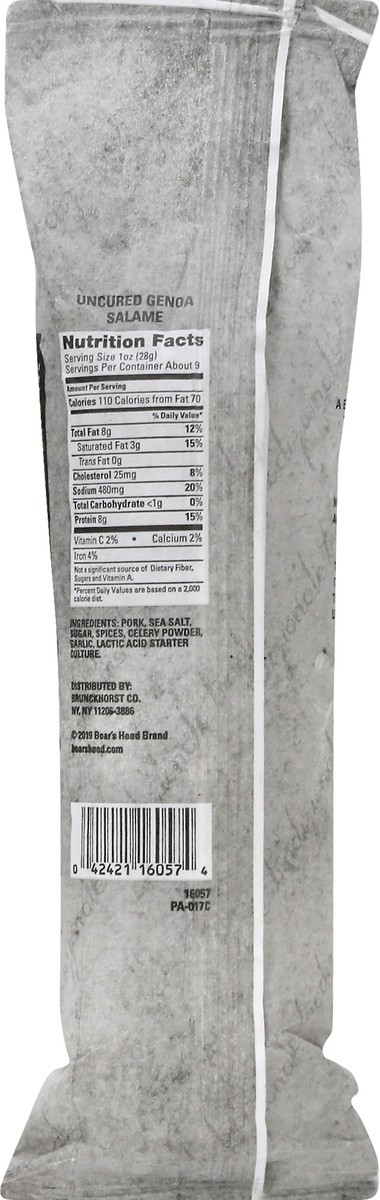 UNCURED GENOA
SALAME
Nutrition Facts
Serving Size 1oz (28g)
Servings Per Container About 9
Amount Per Serving
Calories 110 Calories from Fat 70
% Daily Value*
Total Fat 8g 12%
Saturated Fat 3g 15%
Trans Fat 0g
Cholesterol 25mg 8%
Sodium 480mg 20%
Total Carbohydrate <1g 0%
Protein 8g 15%
Vitamin C 2% • Calcium 2%
Iron 4%
Not a significant source of Dietary Fiber,
Sugars and Vitamin A.
*Percent Daily Values are based on a 2,000
calorie diet.
INGREDIENTS: PORK, SEA SALT,
SUGAR, SPICES, CELERY POWDER,
GARLIC, LACTIC ACID STARTER
CULTURE.
DISTRIBUTED BY:
BRUNCKHORST CO.
NY, NY 11206-3886
©2019 Boar's Head Brand
boarshead.com
0 42421 16057 4
16057
PA-017C